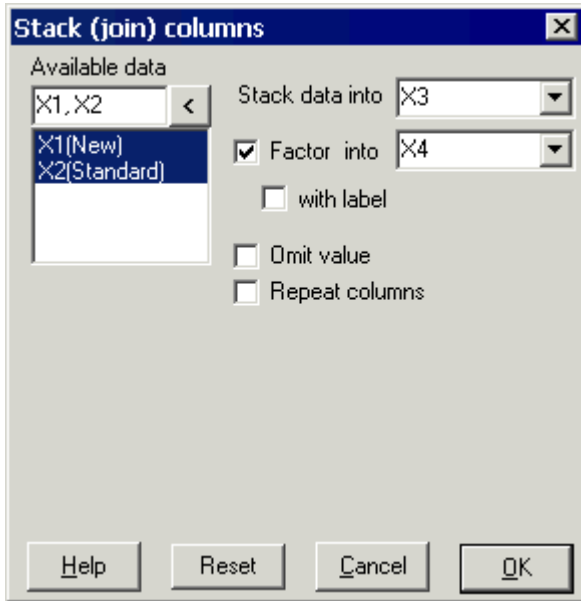 Stack (join) columns
Available data
X1, X2 <
X1(New)
X2(Standard)
Stack data into X3
Factor into X4
with label
Omit value
Repeat columns
Help Reset Cancel OK